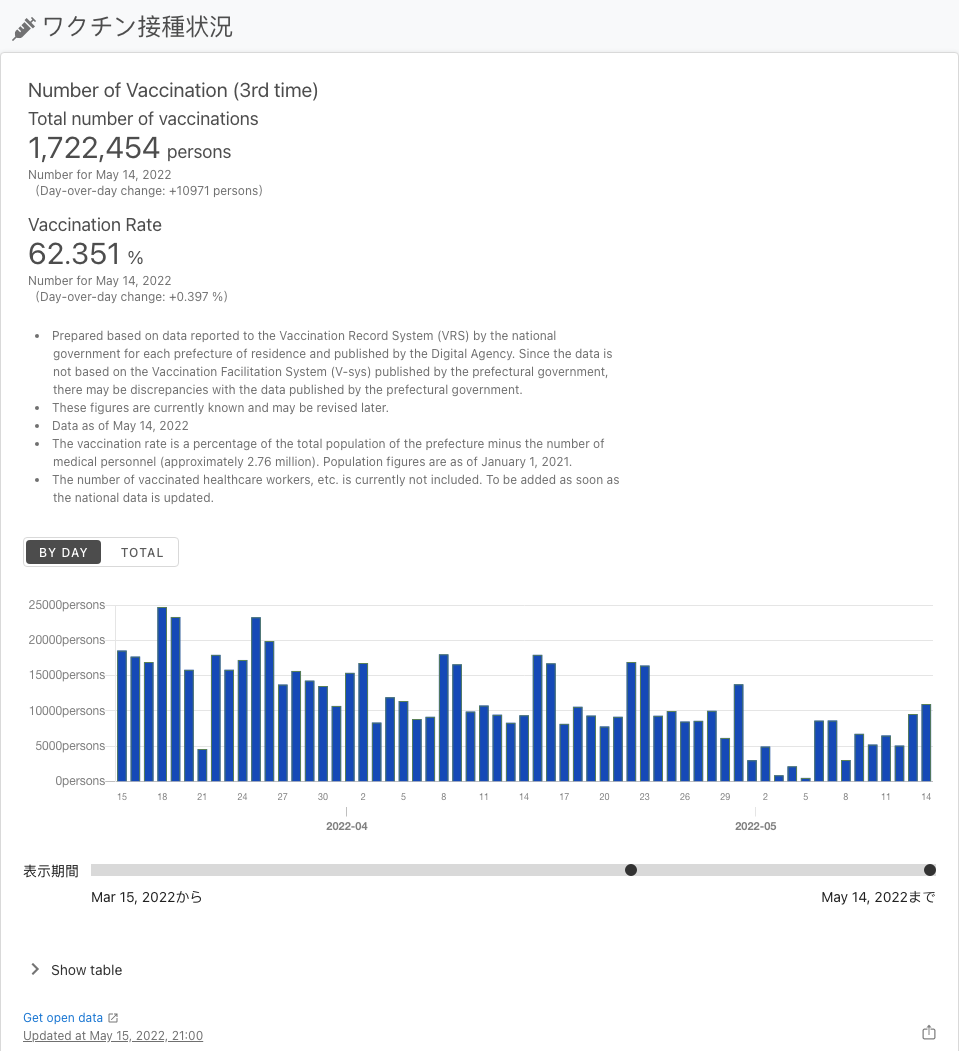 ワクチン接種状況
Number of Vaccination (3rd time)
Total number of vaccinations
1,722,454 persons
Number for May 14, 2022
(Day-over-day change: +10971 persons)
Vaccination Rate
62.351 %
Number for May 14, 2022
(Day-over-day change: +0.397 %)
• Prepared based on data reported to the Vaccination Record System (VRS) by the national
government for each prefecture of residence and published by the Digital Agency. Since the data is
not based on the Vaccination Facilitation System (V-sys) published by the prefectural government,
there may be discrepancies with the data published by the prefectural government.
• These figures are currently known and may be revised later.
• Data as of May 14, 2022
• The vaccination rate is a percentage of the total population of the prefecture minus the number of
medical personnel (approximately 2.76 million). Population figures are as of January 1, 2021.
• The number of vaccinated healthcare workers, etc. is currently not included. To be added as soon as
the national data is updated.
BY DAY TOTAL
25000persons
20000persons
15000persons
10000persons
5000persons
0persons
15 18 21 24 27 30 2 5 8 11 14 17 20 23 26 29 2 5 8 11 14
2022-04 2022-05
表示期間
Mar 15, 2022から May 14, 2022まで
Show table
Get open data
Updated at May 15, 2022, 21:00